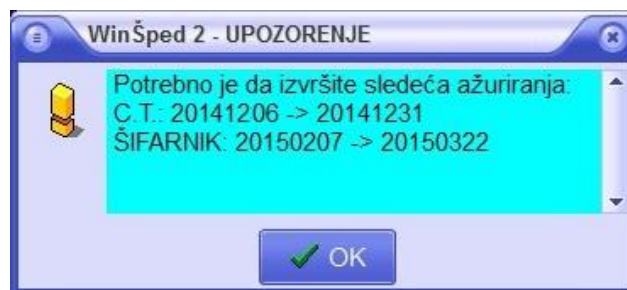 WinŠped 2 - UPOZORENJE
Potrebno je da izvršite sledeća ažuriranja:
C.T.: 20141206 -> 20141231
ŠIFARNIK: 20150207 -> 20150322
OK